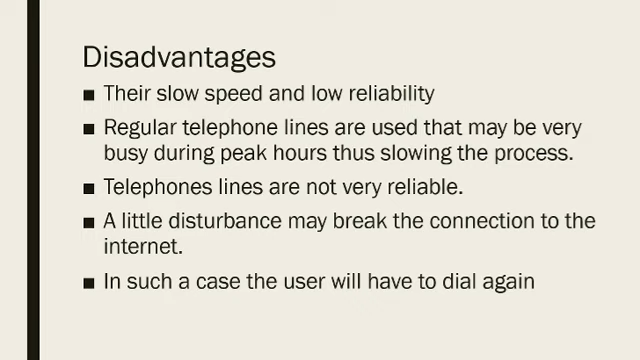 Disadvantages
■ Their slow speed and low reliability
■ Regular telephone lines are used that may be very
busy during peak hours thus slowing the process.
■ Telephones lines are not very reliable.
■ A little disturbance may break the connection to the
internet.
■ In such a case the user will have to dial again